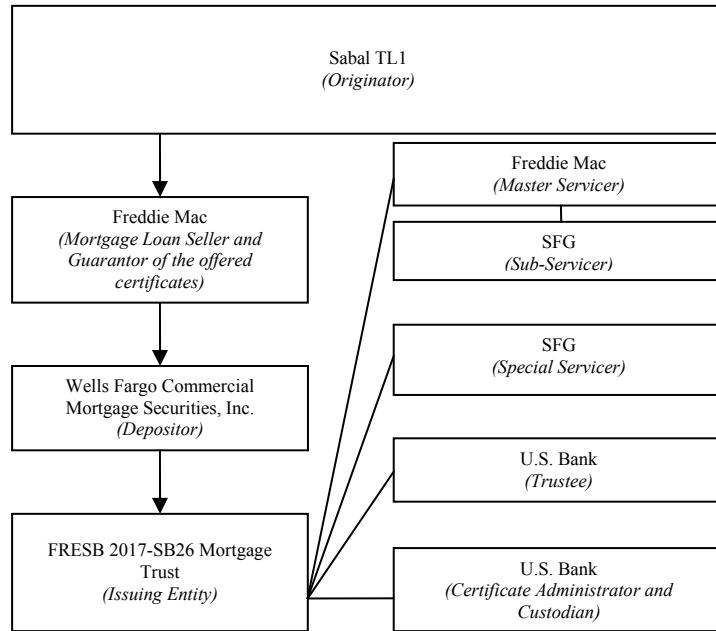 Sabal TL1
(Originator)
Freddie Mac
(Mortgage Loan Seller and
Guarantor of the offered
certificates)
Wells Fargo Commercial
Mortgage Securities, Inc.
(Depositor)
FRESB 2017-SB26 Mortgage
Trust
(Issuing Entity)
Freddie Mac
(Master Servicer)
SFG
(Sub-Servicer)
SFG
(Special Servicer)
U.S. Bank
(Trustee)
U.S. Bank
(Certificate Administrator and
Custodian)